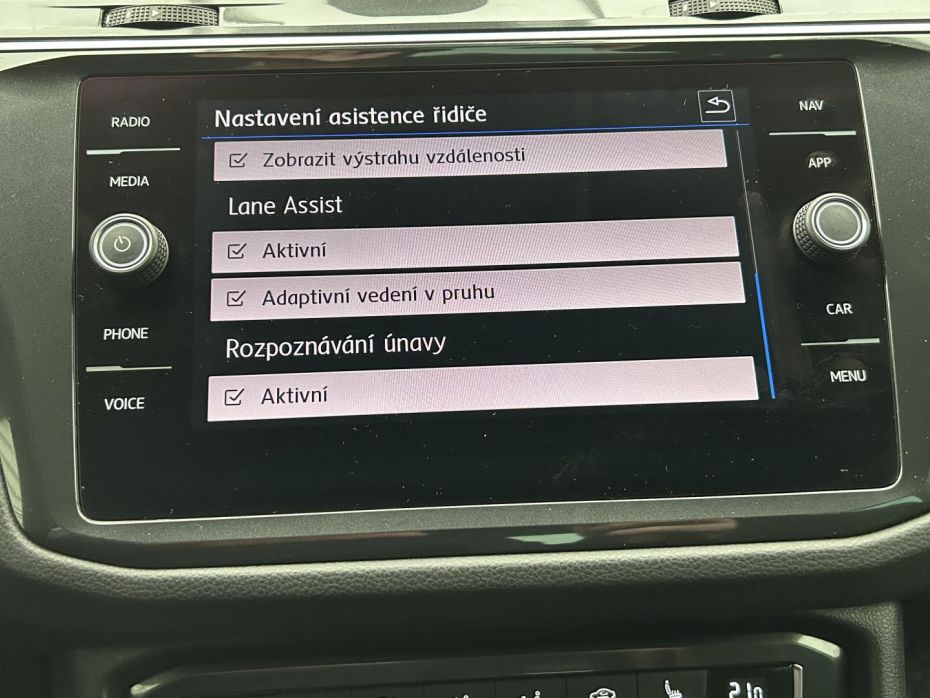 RADIO
MEDIA
PHONE
VOICE
Nastavení asistence řidiče
Zobrazit výstrahu vzdálenosti
Lane Assist
Aktivní
Adaptivní vedení v pruhu
Rozpoznávání únavy
Aktivní
NAV
APP
CAR
MENU